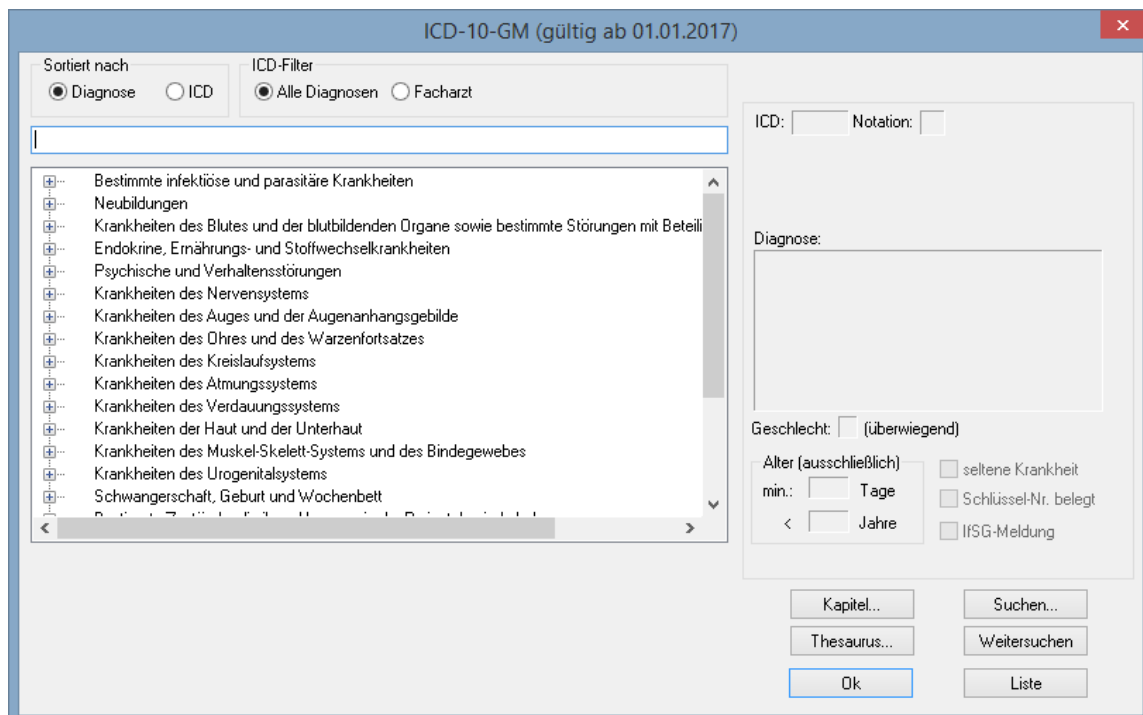 ICD-10-GM (gültig ab 01.01.2017)
Sortiert nach
Diagnose ICD
ICD-Filter
Alle Diagnosen Facharzt
Bestimmte infektiöse und parasitäre Krankheiten
Neubildungen
Krankheiten des Blutes und der blutbildenden Organe sowie bestimmte Störungen mit Beteili
Endokrine, Ernährungs- und Stoffwechselkrankheiten
Psychische und Verhaltensstörungen
Krankheiten des Nervensystems
Krankheiten des Auges und der Augenanhangsgebilde
Krankheiten des Ohres und des Warzenfortsatzes
Krankheiten des Kreislaufsystems
Krankheiten des Atmungssystems
Krankheiten des Verdauungssystems
Krankheiten der Haut und der Unterhaut
Krankheiten des Muskel-Skelett-Systems und des Bindegewebes
Krankheiten des Urogenitalsystems
Schwangerschaft, Geburt und Wochenbett
ICD: Notation:
Diagnose:
Geschlecht: (überwiegend)
Alter (ausschließlich)
min.: Tage
< Jahre
seltene Krankheit
Schlüssel-Nr. belegt
IfSG-Meldung
Kapitel... Suchen...
Thesaurus... Weitersuchen
Ok Liste